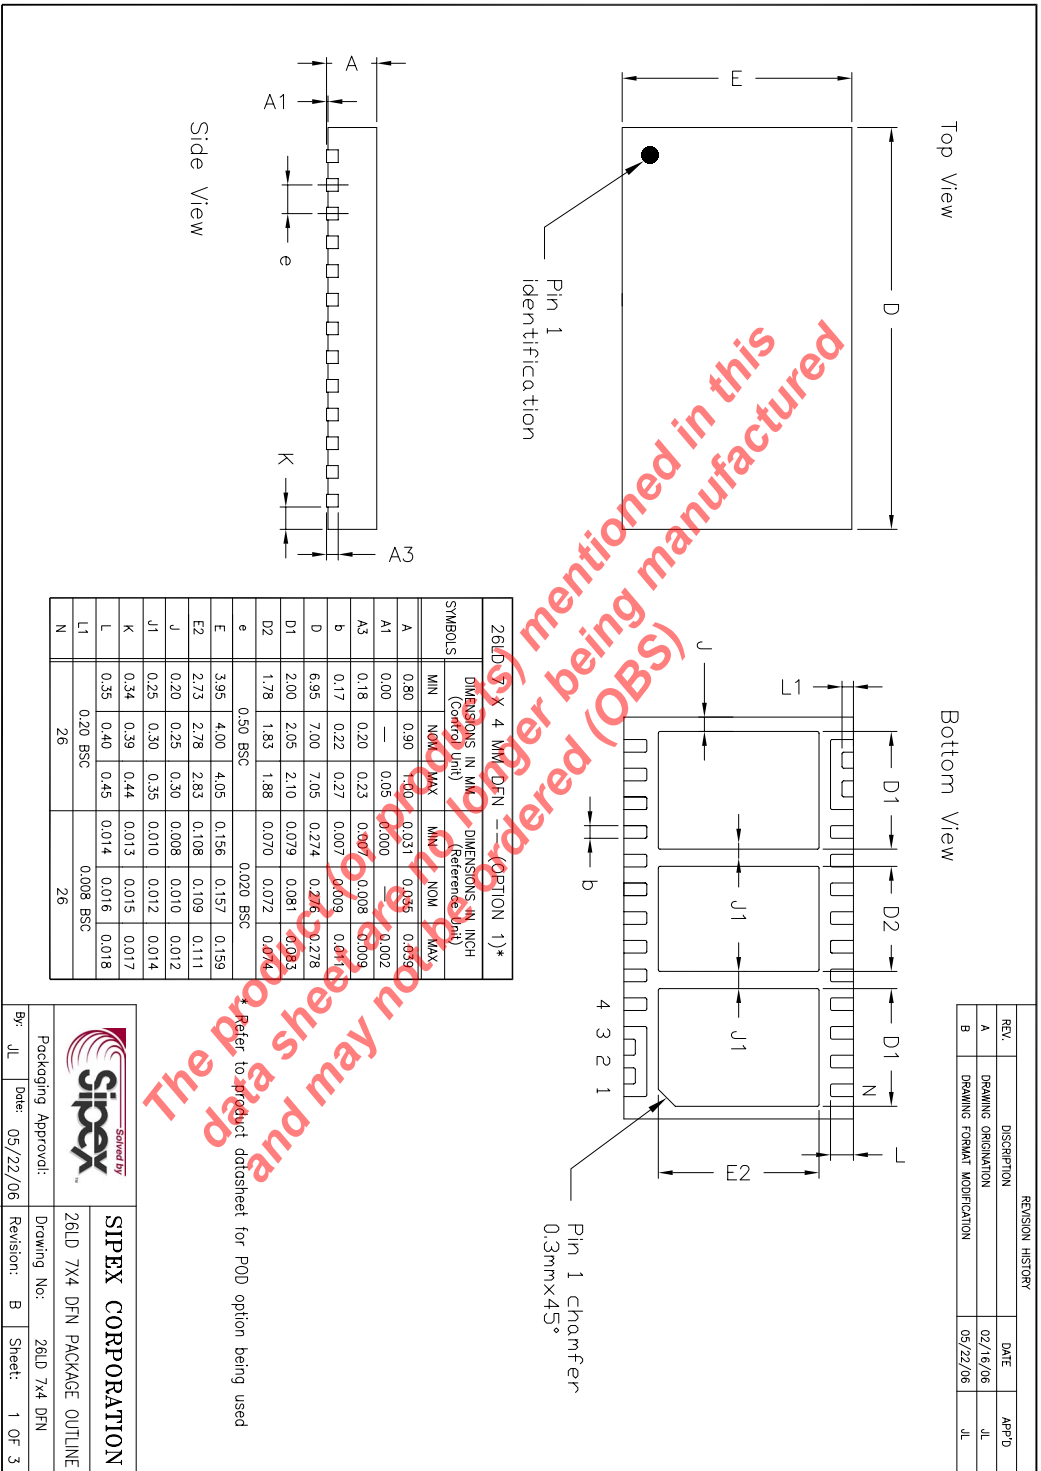 REVISION HISTORY
REV. DISCRIPTION DATE APP'D
A DRAWING ORIGINATION 02/16/06 JL
B DRAWING FORMAT MODIFICATION 05/22/06 JL
Top View
D
E
Pin 1
identification
Bottom View
D1 D2 D1
L1
J
J1 J1
b
N
L
E2
4 3 2 1
Pin 1 chamfer
0.3mmx45°
Side View
A
A1
e
K
A3
26LD 7 X 4 MM DFN -- (OPTION 1)*
SYMBOLS DIMENSIONS IN MM (Control Unit) DIMENSIONS IN INCH (Reference Unit)
MIN NOM MAX MIN NOM MAX
A 0.80 0.90 1.00 0.031 0.035 0.039
A1 0.00 — 0.05 0.000 — 0.002
A3 0.18 0.20 0.23 0.007 0.008 0.009
b 0.17 0.22 0.27 0.007 0.009 0.011
D 6.95 7.00 7.05 0.274 0.276 0.278
D1 2.00 2.05 2.10 0.079 0.081 0.083
D2 1.78 1.83 1.88 0.070 0.072 0.074
e 0.50 BSC 0.020 BSC
E 3.95 4.00 4.05 0.156 0.157 0.159
E2 2.73 2.78 2.83 0.108 0.109 0.111
J 0.20 0.25 0.30 0.008 0.010 0.012
J1 0.25 0.30 0.35 0.010 0.012 0.014
K 0.34 0.39 0.44 0.013 0.015 0.017
L 0.35 0.40 0.45 0.014 0.016 0.018
L1 0.20 BSC 0.008 BSC
N 26 26
* Refer to product datasheet for POD option being used
The product (or products) mentioned in this
data sheet are no longer being manufactured
and may not be ordered (OBS)
Solved by
Sipex
™
SIPEX CORPORATION
26LD 7X4 DFN PACKAGE OUTLINE
Packaging Approval: Drawing No: 26LD 7x4 DFN
By: JL Date: 05/22/06 Revision: B Sheet: 1 OF 3